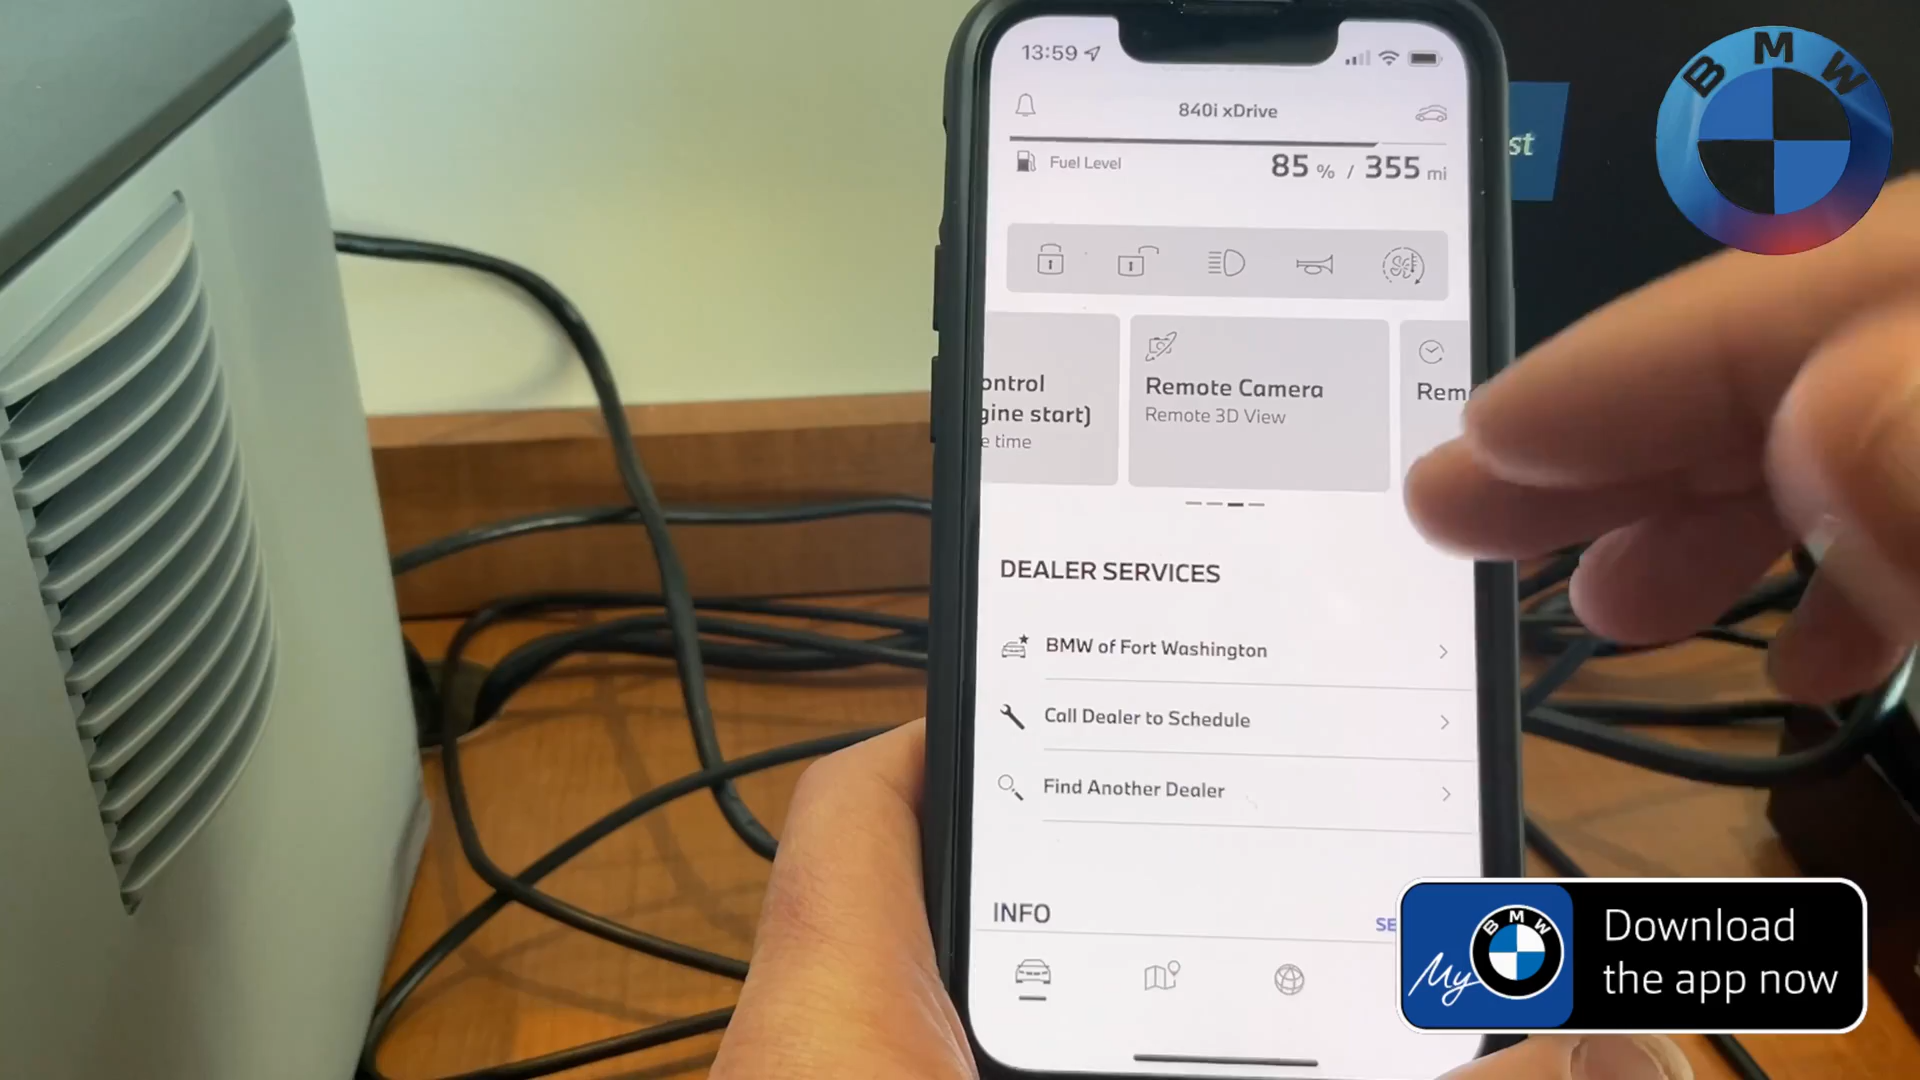 13:59
840i xDrive
Fuel Level
85 % / 355 mi
ontrol
gine start)
e time
Remote Camera
Remote 3D View
Rem
DEALER SERVICES
BMW of Fort Washington
Call Dealer to Schedule
Find Another Dealer
INFO
SE
st
BMW
My
BMW
Download
the app now